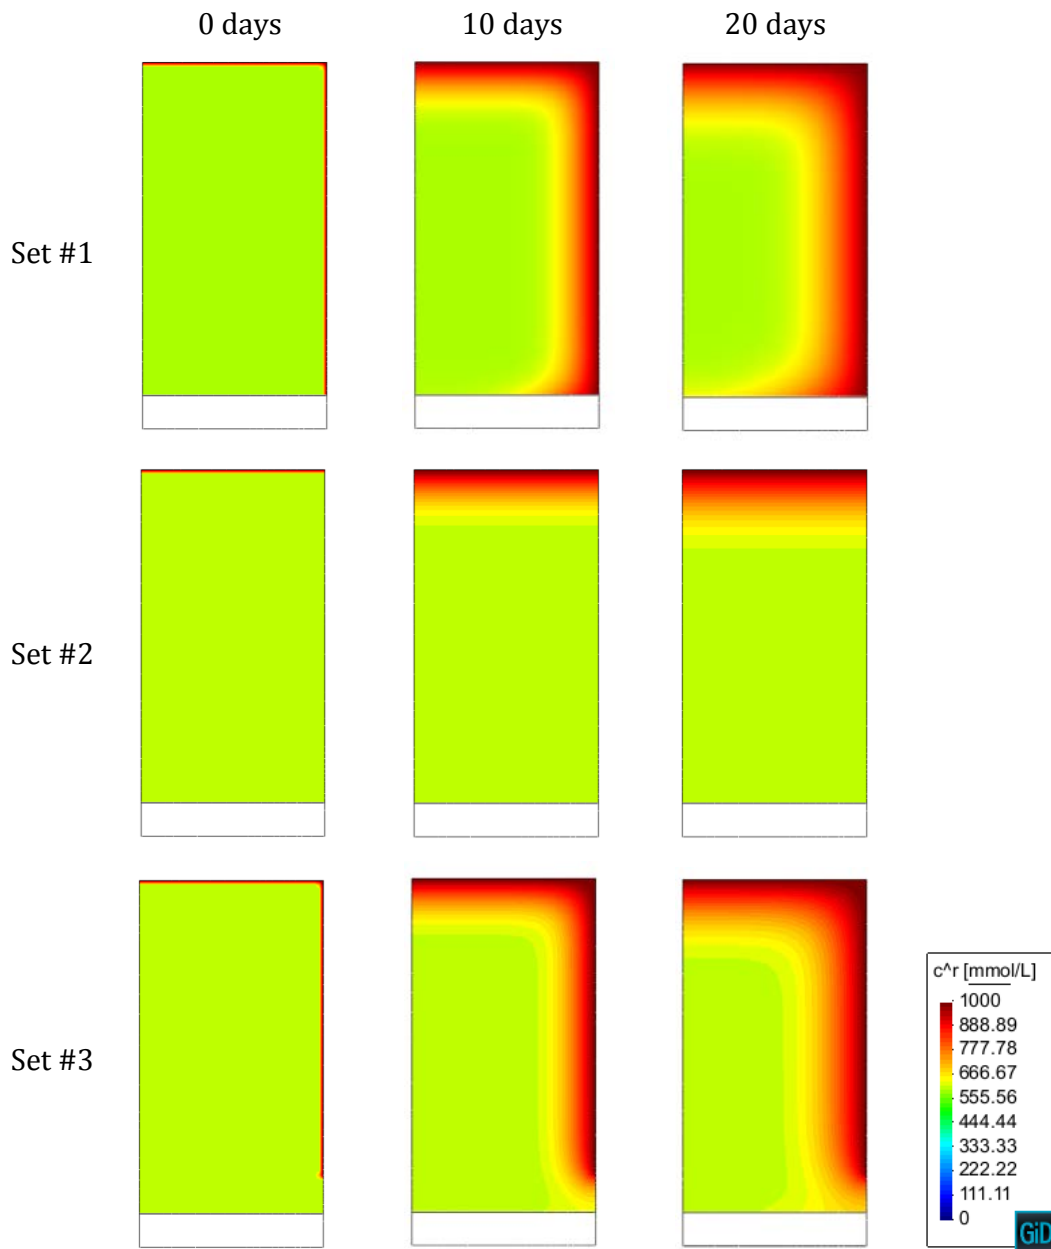 0 days 10 days 20 days
Set #1
Set #2
Set #3
c^r [mmol/L]
1000
888.89
777.78
666.67
555.56
444.44
333.33
222.22
111.11
0
GiD